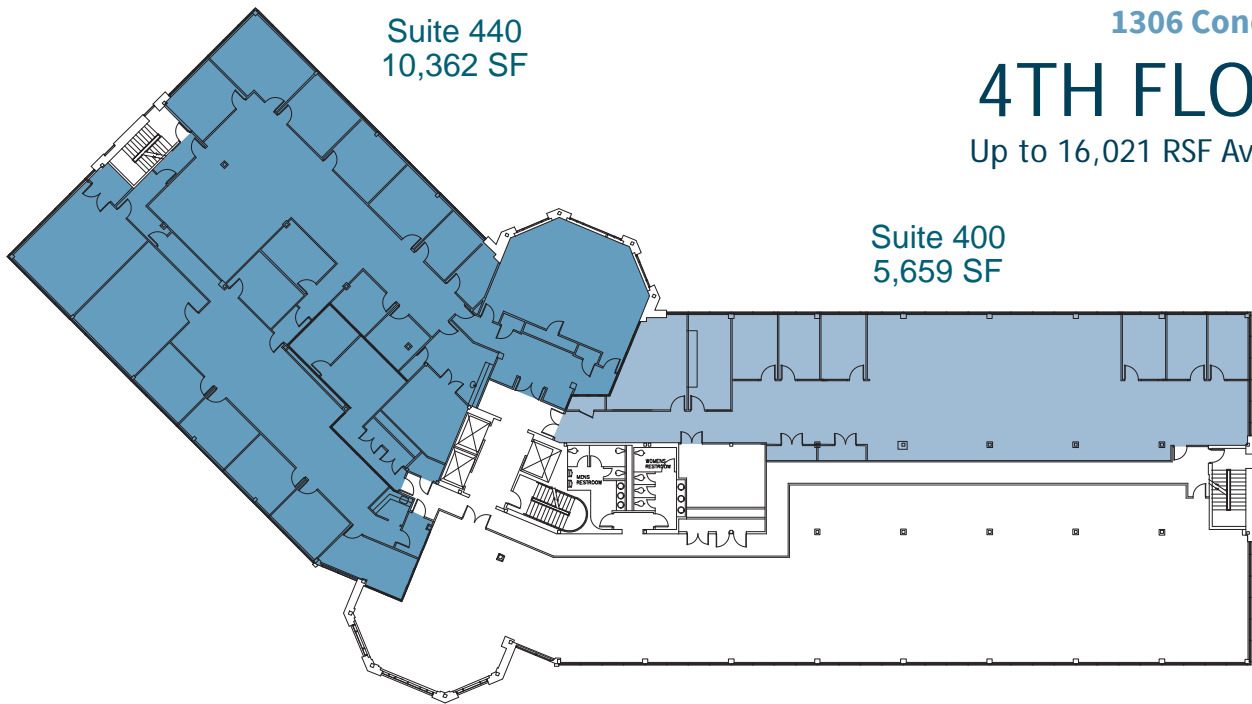 Suite 440
10,362 SF
1306 Conc
4TH FLO
Up to 16,021 RSF Av
Suite 400
5,659 SF
MENS
RESTROOM
WOMENS
RESTROOM